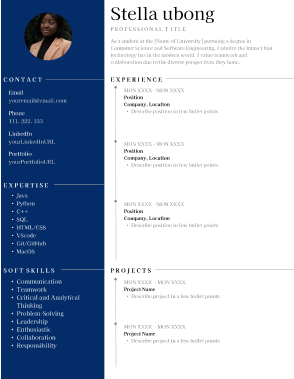 Stella ubong
PROFESSIONAL TITLE
As a student at the [Name of University] pursuing a degree in
Computer Science and Software Engineering, I admire the impact that
technology has in the modern world. I value teamwork and
collaboration due to the diverse perspectives they have.
CONTACT
Email
youremail@email.com
Phone
111. 222. 333
LinkedIn
yourLinkedInURL
Portfolio
yourPortfolioURL
EXPERTISE
• Java
• Python
• C++
• SQL
• HTML/CSS
• VScode
• Git/GitHub
• MacOS
SOFT SKILLS
• Communication
• Teamwork
• Critical and Analytical
Thinking
• Problem-Solving
• Leadership
• Enthusiastic
• Collaboration
• Responsibility
EXPERIENCE
MON XXXX - MON XXXX
Position
Company, Location
• Describe position in few bullet points
MON XXXX - MON XXXX
Position
Company, Location
• Describe position in few bullet points
MON XXXX - MON XXXX
Position
Company, Location
• Describe position in few bullet points
PROJECTS
MON XXXX - MON XXXX
Project Name
• Describe project in a few bullet points
MON XXXX - MON XXXX
Project Name
• Describe project in a few bullet points